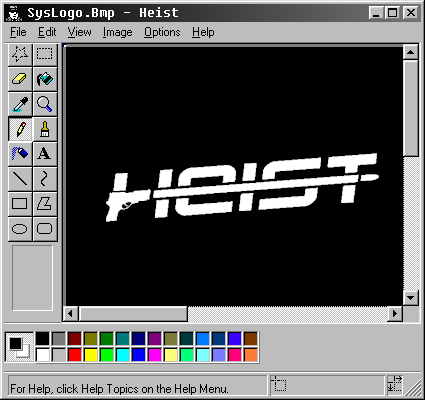 SysLogo.Bmp - Heist
File Edit View Image Options Help
A
HEIST
For Help, click Help Topics on the Help Menu.